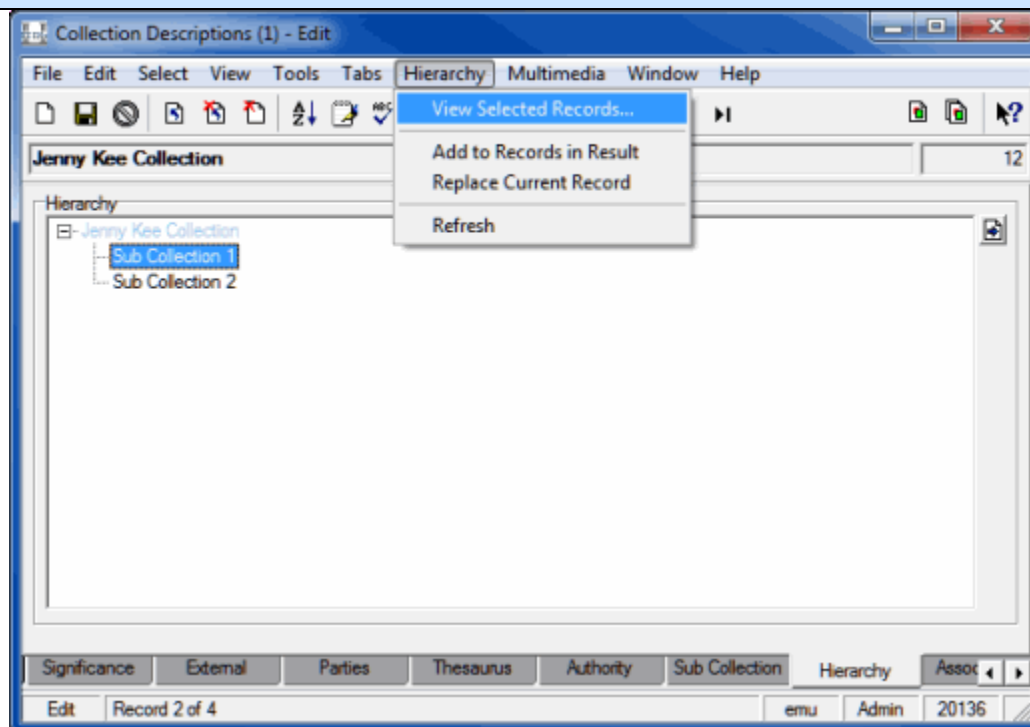 Collection Descriptions (1) - Edit
File Edit Select View Tools Tabs Hierarchy Multimedia Window Help
View Selected Records...
Add to Records in Result
Replace Current Record
Refresh
Jenny Kee Collection 12
Hierarchy
Jenny Kee Collection
Sub Collection 1
Sub Collection 2
Significance External Parties Thesaurus Authority Sub Collection Hierarchy Assoc
Edit Record 2 of 4 emu Admin 20136